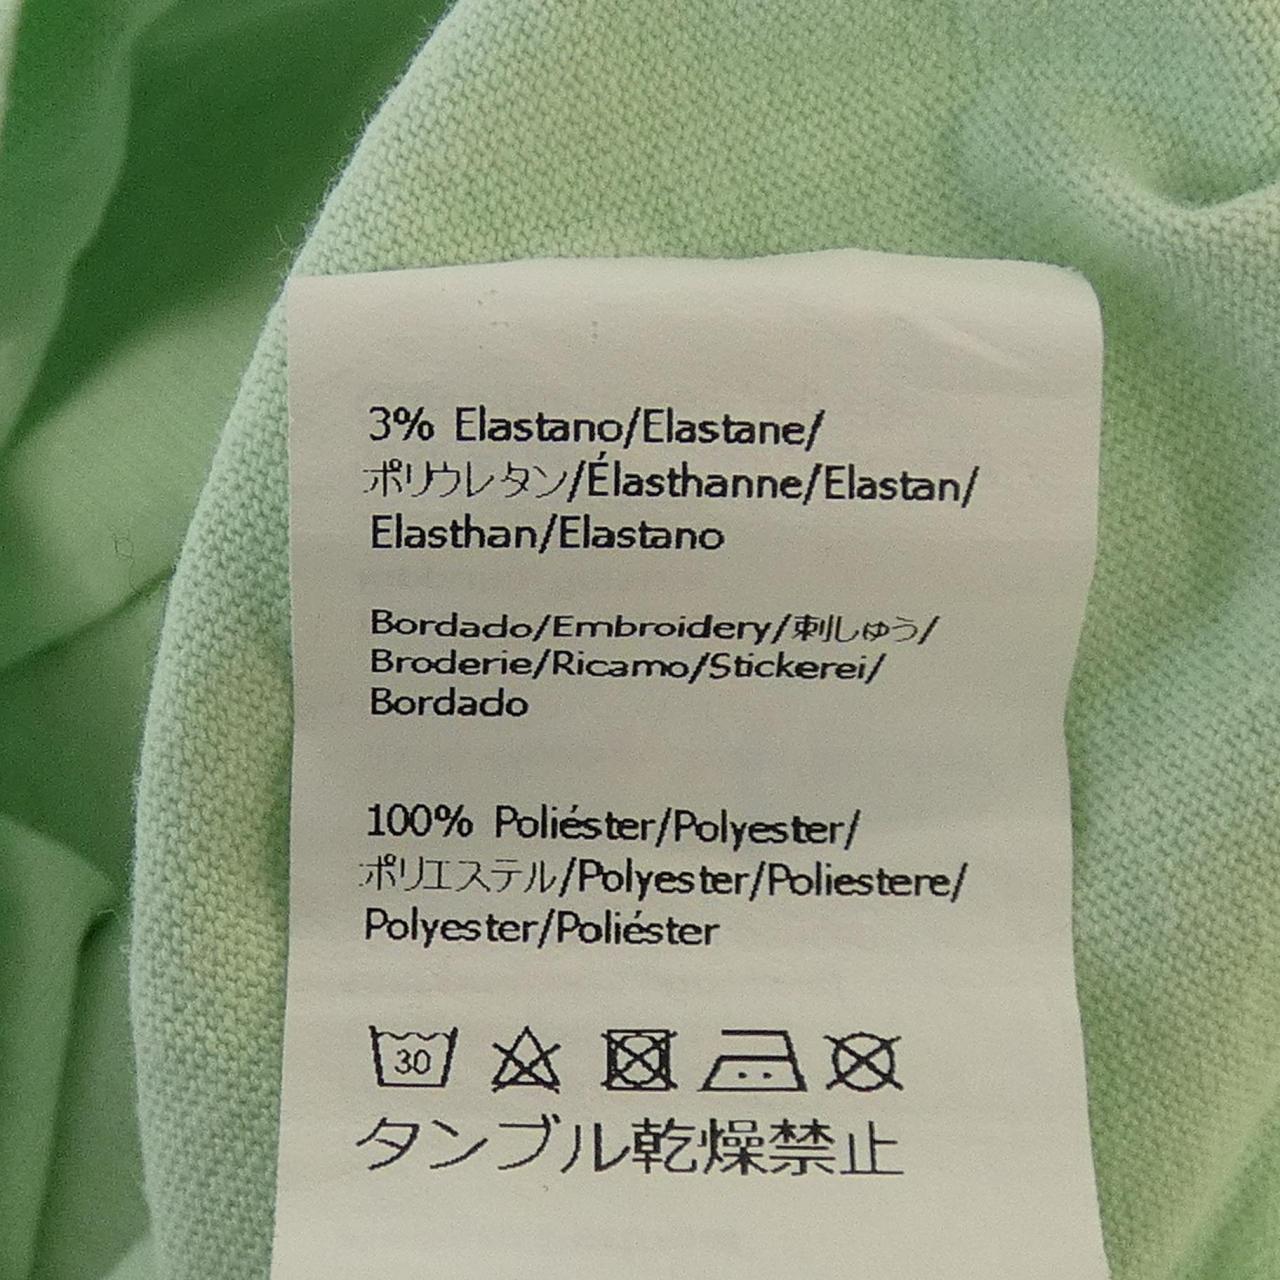 3% Elastano/Elastane/
ポリウレタン/Élasthanne/Elastan/
Elasthan/Elastano
Bordado/Embroidery/刺しゅう/
Broderie/Ricamo/Stickerei/
Bordado
100% Poliéster/Polyester/
ポリエステル/Polyester/Poliestere/
Polyester/Poliéster
30
タンブル乾燥禁止